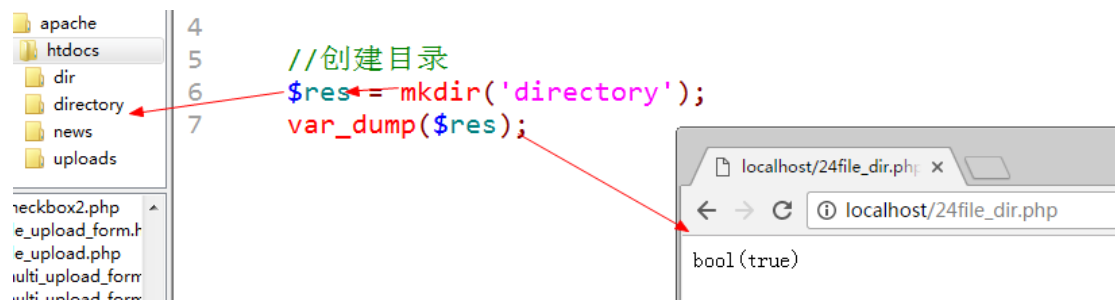 apache
htdocs
dir
directory
news
uploads
heckbox2.php
le_upload_form.h
le_upload.php
ulti_upload_form
4
5 //创建目录
6 $res = mkdir('directory');
7 var_dump($res);
localhost/24file_dir.php
localhost/24file_dir.php
bool(true)